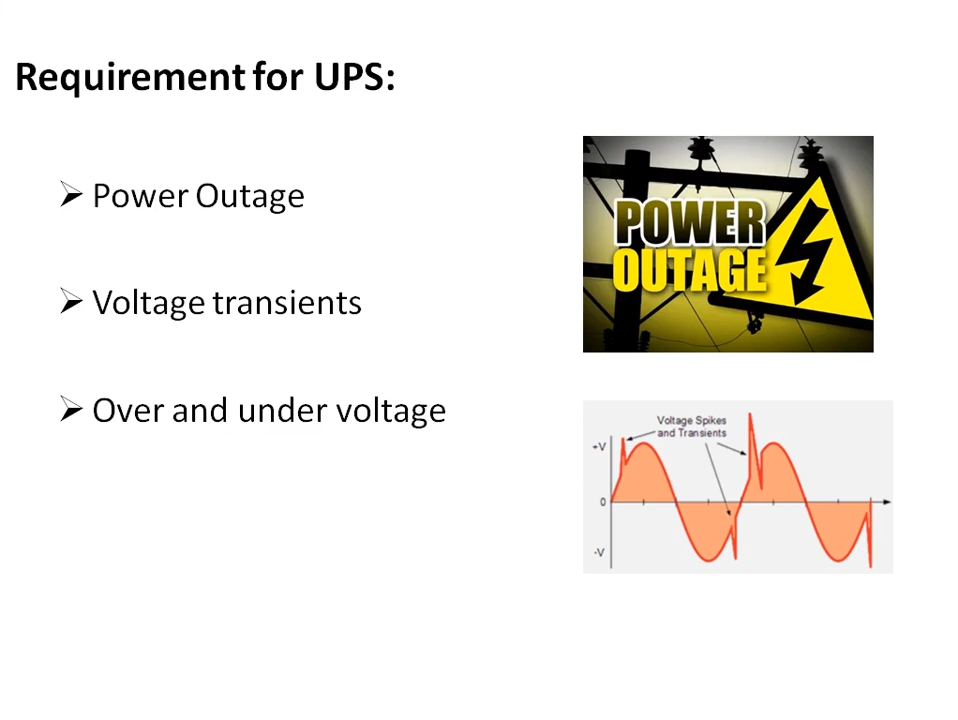 Requirement for UPS:
➢ Power Outage
➢ Voltage transients
➢ Over and under voltage
POWER
OUTAGE
Voltage Spikes
and Transients
+V
0
-V